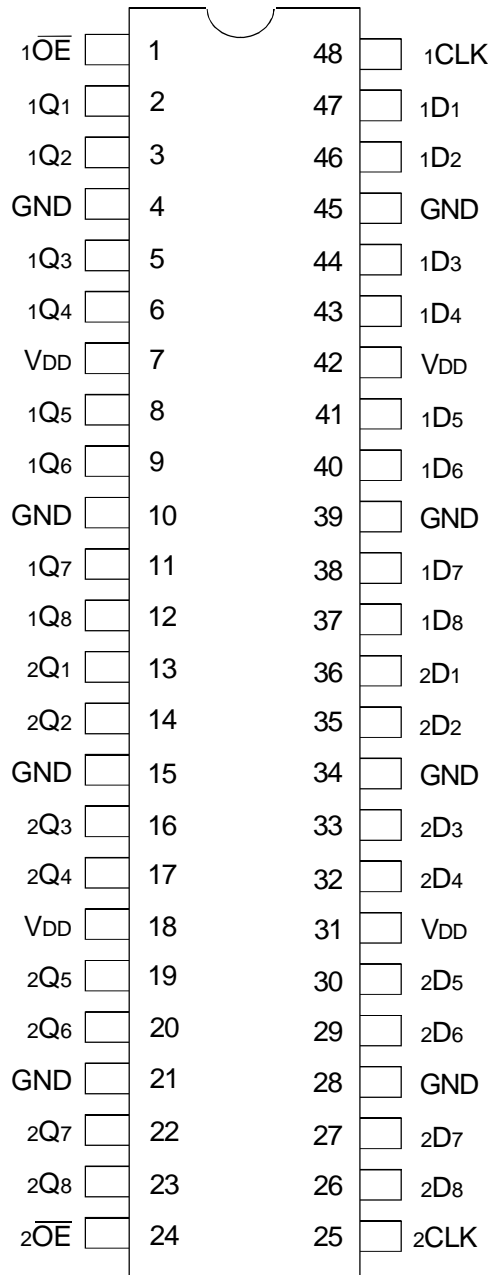 1O̅E̅ 1 48 1CLK
1Q1 2 47 1D1
1Q2 3 46 1D2
GND 4 45 GND
1Q3 5 44 1D3
1Q4 6 43 1D4
VDD 7 42 VDD
1Q5 8 41 1D5
1Q6 9 40 1D6
GND 10 39 GND
1Q7 11 38 1D7
1Q8 12 37 1D8
2Q1 13 36 2D1
2Q2 14 35 2D2
GND 15 34 GND
2Q3 16 33 2D3
2Q4 17 32 2D4
VDD 18 31 VDD
2Q5 19 30 2D5
2Q6 20 29 2D6
GND 21 28 GND
2Q7 22 27 2D7
2Q8 23 26 2D8
2O̅E̅ 24 25 2CLK